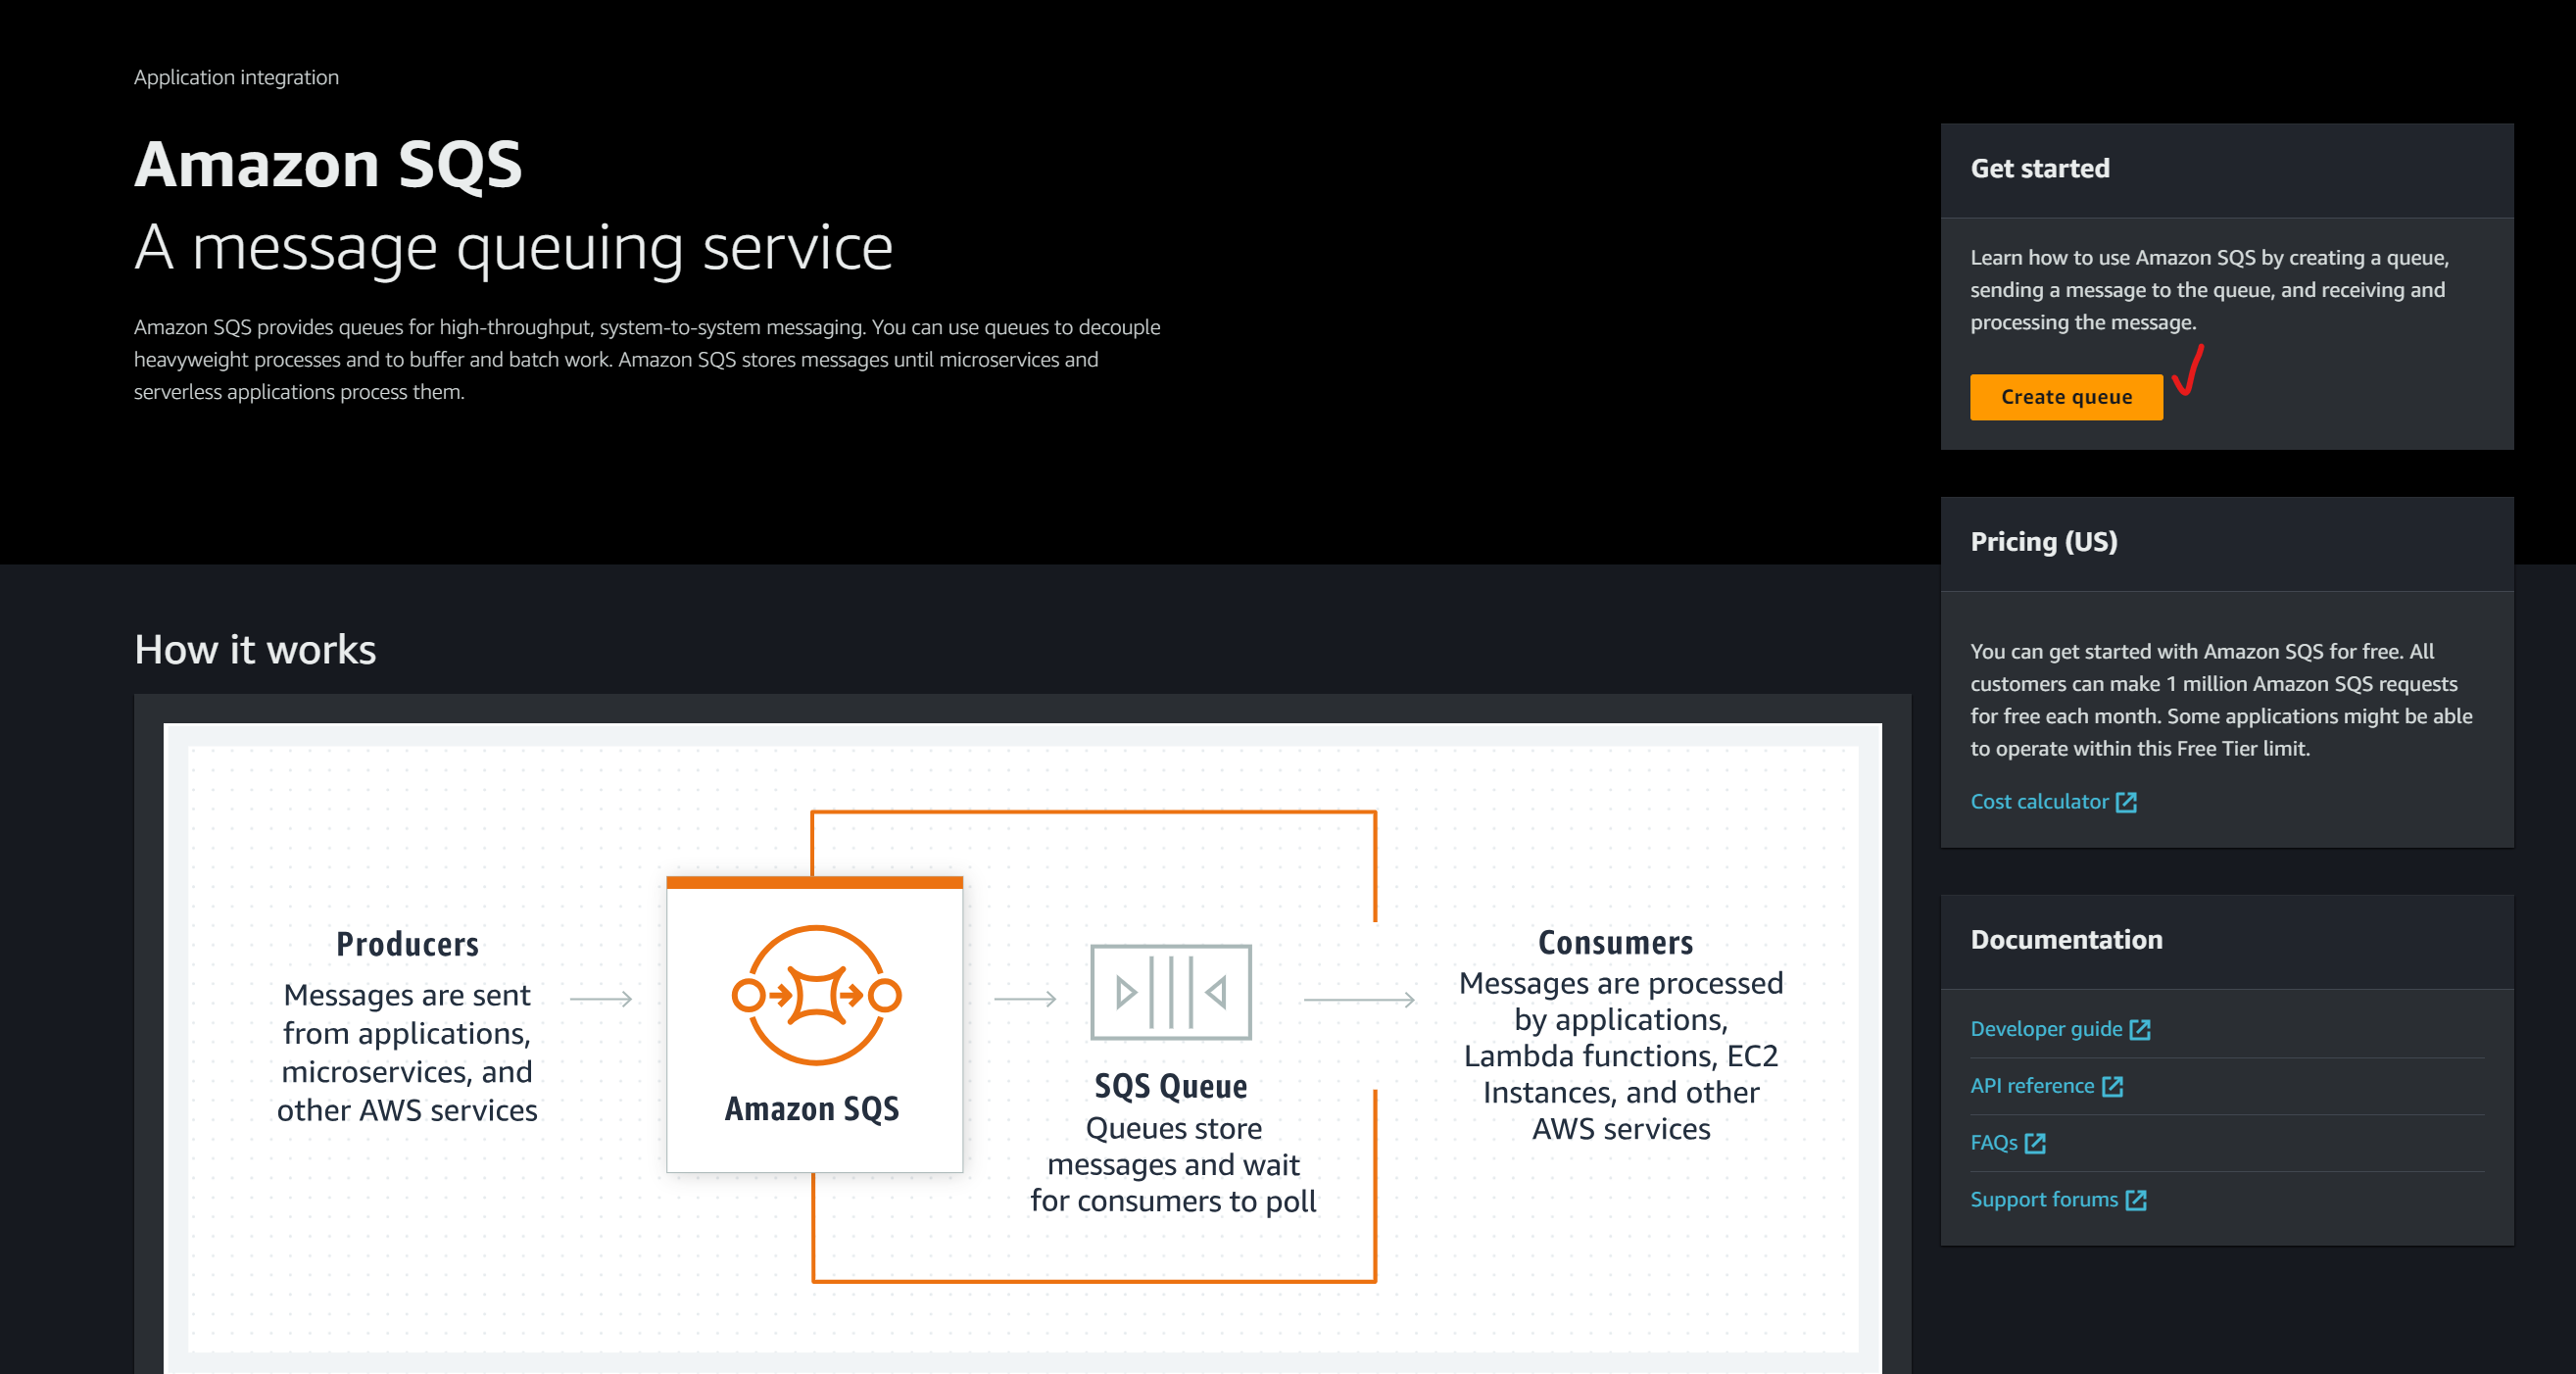 Application integration
Amazon SQS
A message queuing service
Amazon SQS provides queues for high-throughput, system-to-system messaging. You can use queues to decouple
heavyweight processes and to buffer and batch work. Amazon SQS stores messages until microservices and
serverless applications process them.
Get started
Learn how to use Amazon SQS by creating a queue,
sending a message to the queue, and receiving and
processing the message.
Create queue
Pricing (US)
You can get started with Amazon SQS for free. All
customers can make 1 million Amazon SQS requests
for free each month. Some applications might be able
to operate within this Free Tier limit.
Cost calculator
Documentation
Developer guide
API reference
FAQs
Support forums
How it works
Producers
Messages are sent
from applications,
microservices, and
other AWS services
Amazon SQS
SQS Queue
Queues store
messages and wait
for consumers to poll
Consumers
Messages are processed
by applications,
Lambda functions, EC2
Instances, and other
AWS services